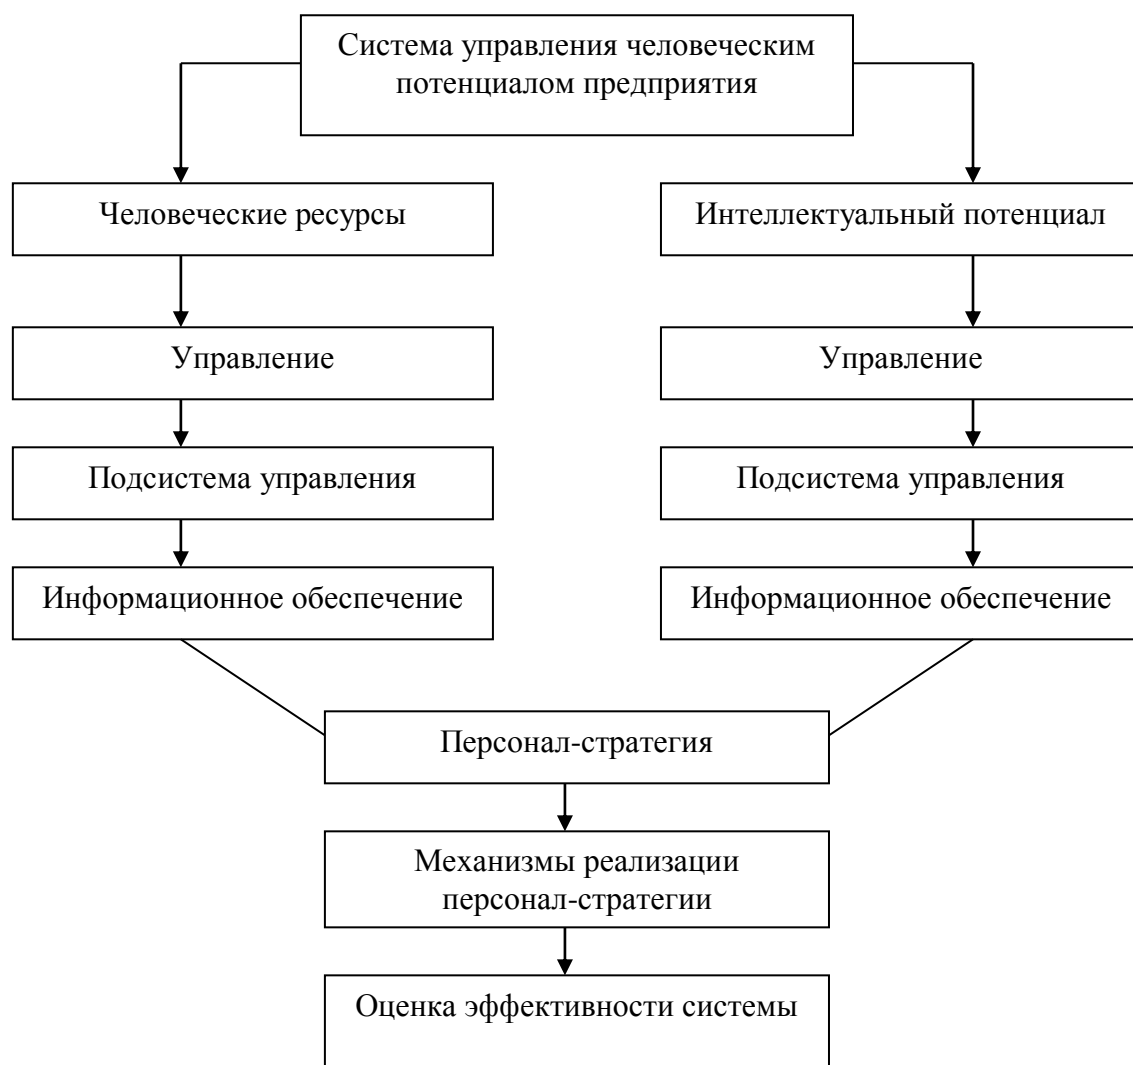 Система управления человеческим
потенциалом предприятия
Человеческие ресурсы
Интеллектуальный потенциал
Управление
Управление
Подсистема управления
Подсистема управления
Информационное обеспечение
Информационное обеспечение
Персонал-стратегия
Механизмы реализации
персонал-стратегии
Оценка эффективности системы